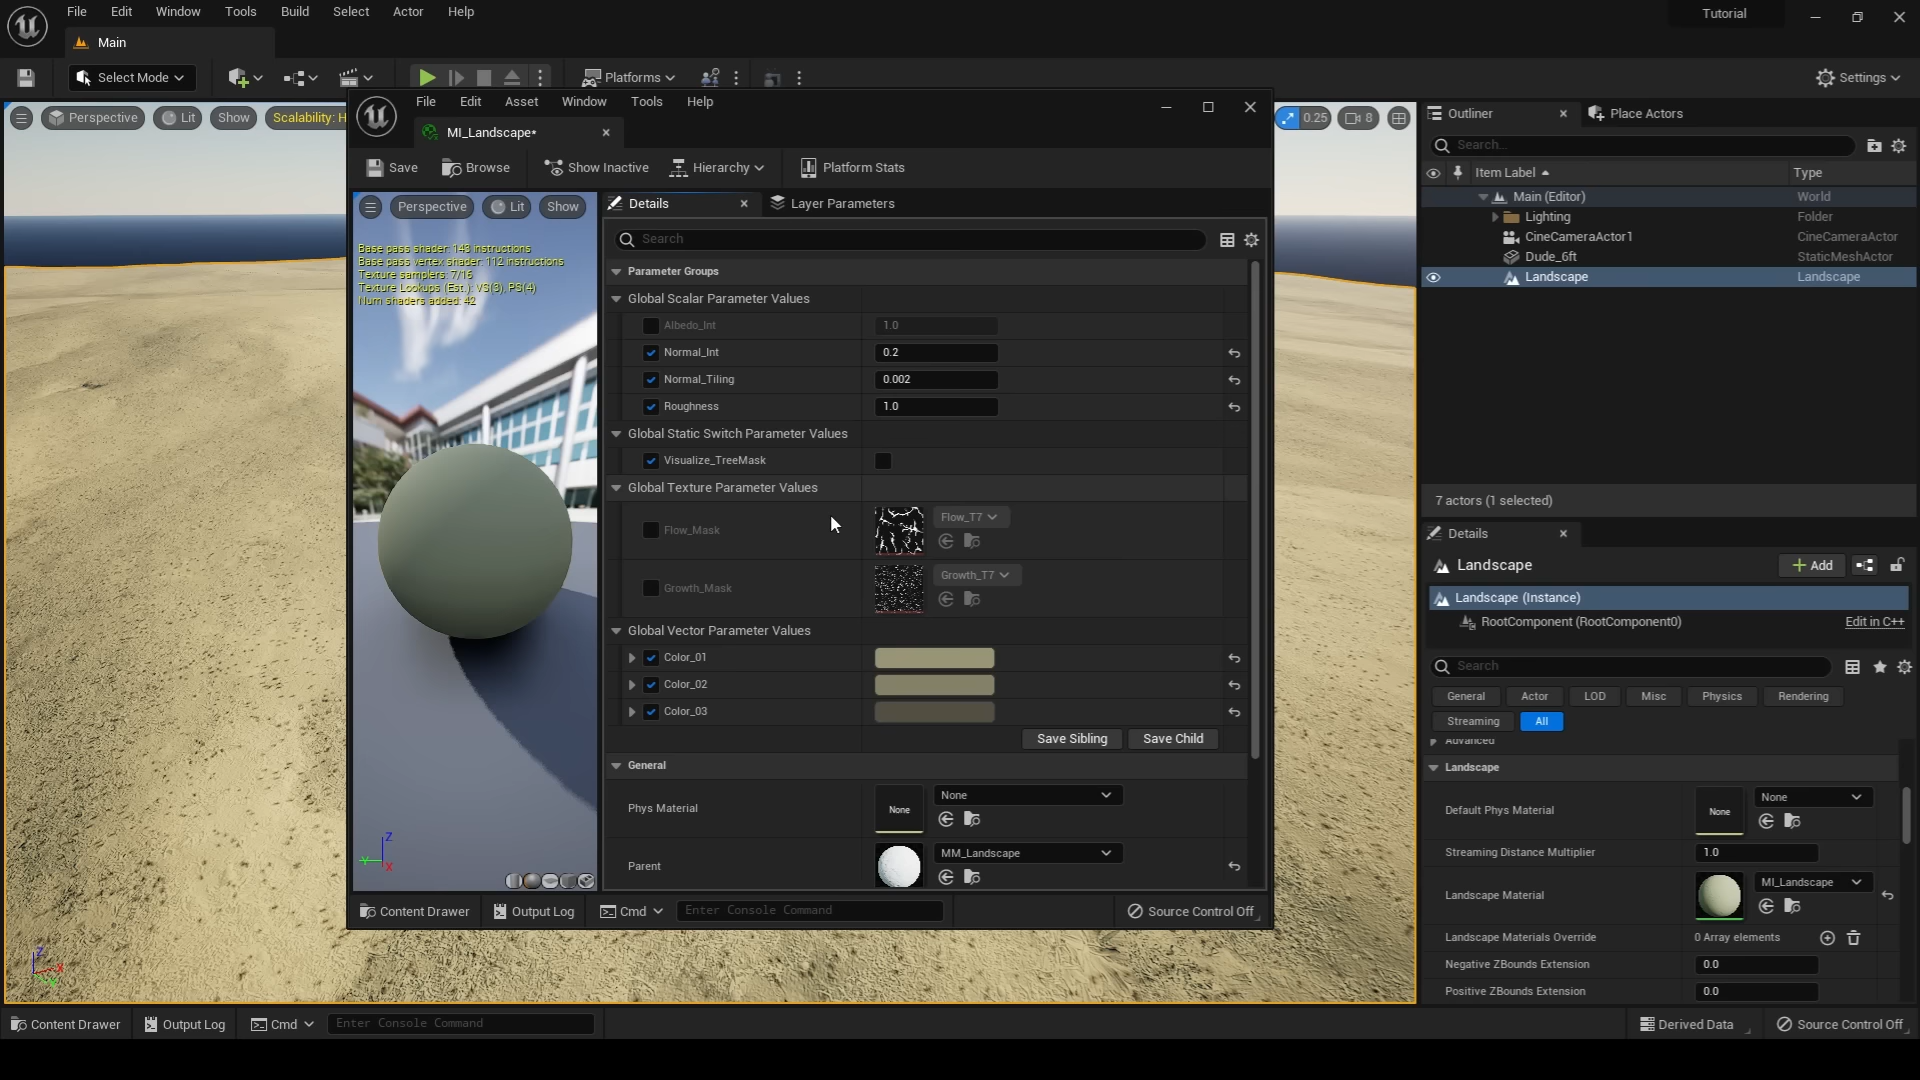 File Edit Window Tools Build Select Actor Help
Tutorial
Main
Select Mode
Platforms
Settings
Perspective Lit Show Scalability: H
0.25 8
File Edit Asset Window Tools Help
MI_Landscape*
Save Browse Show Inactive Hierarchy Platform Stats
Perspective Lit Show
Base pass shader: 143 instructions
Base pass vertex shader: 112 instructions
Texture samplers: 7/16
Texture Lookups (Est.): VS(3), PS(4)
Num shaders added: 42
Z
Y
X
Details Layer Parameters
Search
Parameter Groups
Global Scalar Parameter Values
Albedo_Int 1.0
Normal_Int 0.2
Normal_Tiling 0.002
Roughness 1.0
Global Static Switch Parameter Values
Visualize_TreeMask
Global Texture Parameter Values
Flow_Mask Flow_T7
Growth_Mask Growth_T7
Global Vector Parameter Values
Color_01
Color_02
Color_03
Save Sibling Save Child
General
Phys Material None None
Parent MM_Landscape
Content Drawer Output Log Cmd Enter Console Command Source Control Off
Outliner Place Actors
Search...
Item Label Type
Main (Editor) World
Lighting Folder
CineCameraActor1 CineCameraActor
Dude_6ft StaticMeshActor
Landscape Landscape
7 actors (1 selected)
Details
Landscape Add
Landscape (Instance)
RootComponent (RootComponent0) Edit in C++
Search
General Actor LOD Misc Physics Rendering
Streaming All
Advanced
Landscape
Default Phys Material None None
Streaming Distance Multiplier 1.0
Landscape Material MI_Landscape
Landscape Materials Override 0 Array elements
Negative ZBounds Extension 0.0
Positive ZBounds Extension 0.0
Z
X
Content Drawer Output Log Cmd Enter Console Command Derived Data Source Control Off